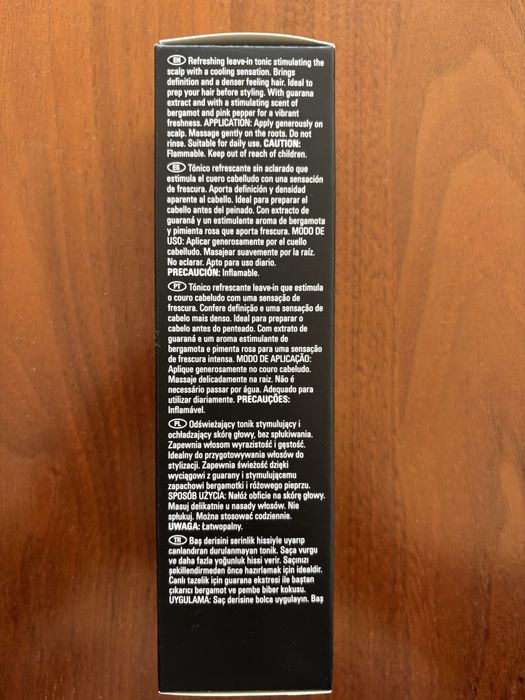 EN Refreshing leave-in tonic stimulating the
scalp with a cooling sensation. Brings
definition and a denser feeling hair. Ideal to
prep your hair before styling. With guarana
extract and with a stimulating scent of
bergamot and pink pepper for a vibrant
freshness. APPLICATION: Apply generously on
scalp. Massage gently on the roots. Do not
rinse. Suitable for daily use. CAUTION:
Flammable. Keep out of reach of children.
ES Tónico refrescante sin aclarado que
estimula el cuero cabelludo con una sensación
de frescura. Aporta definición y densidad
aparente al cabello. Ideal para preparar el
cabello antes del peinado. Con extracto de
guaraná y un estimulante aroma de bergamota
y pimienta rosa que aporta frescura. MODO DE
USO: Aplicar generosamente por el cuello
cabelludo. Masajear suavemente por la raíz.
No aclarar. Apto para uso diario.
PRECAUCIÓN: Inflamable.
PT Tónico refrescante leave-in que estimula
o couro cabeludo com uma sensação de
frescura. Confere definição e uma sensação de
cabelo mais denso. Ideal para preparar o
cabelo antes do penteado. Com extrato de
guaraná e um aroma estimulante de
bergamota e pimenta rosa para uma sensação
de frescura intensa. MODO DE APLICAÇÃO:
Aplique generosamente no couro cabeludo.
Massaje delicadamente na raiz. Não é
necessário passar por água. Adequado para
utilizar diariamente. PRECAUÇÕES:
Inflamável.
PL Odświeżający tonik stymulujący i
ochładzający skórę głowy, bez spłukiwania.
Zapewnia włosom wyrazistość i gęstość.
Idealny do przygotowywania włosów do
stylizacji. Zapewnia świeżość dzięki
wyciągowi z guarany i stymulującemu
zapachowi bergamotki i różowego pieprzu.
SPOSÓB UŻYCIA: Nałóż obficie na skórę głowy.
Masuj delikatnie u nasady włosów. Nie
spłukuj. Można stosować codziennie.
UWAGA: Łatwopalny.
TR Baş derisini serinlik hissiyle uyarıp
canlandıran durulanmayan tonik. Saça vurgu
ve daha fazla yoğunluk hissi verir. Saçınızı
şekillendirmeden önce hazırlamak için idealdir.
Canlı tazelik için guarana ekstresi ile baştan
çıkarıcı bergamot ve pembe biber kokusu.
UYGULAMA: Saç derisine bolca uygulayın. Baş